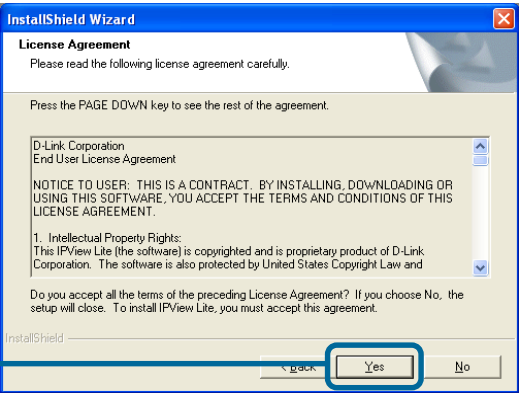 InstallShield Wizard
License Agreement
Please read the following license agreement carefully.
Press the PAGE DOWN key to see the rest of the agreement.
D-Link Corporation
End User License Agreement
NOTICE TO USER: THIS IS A CONTRACT. BY INSTALLING, DOWNLOADING OR
USING THIS SOFTWARE, YOU ACCEPT THE TERMS AND CONDITIONS OF THIS
LICENSE AGREEMENT.
1. Intellectual Property Rights:
This IPView Lite (the software) is copyrighted and is proprietary product of D-Link
Corporation. The software is also protected by United States Copyright Law and
Do you accept all the terms of the preceding License Agreement? If you choose No, the
setup will close. To install IPView Lite, you must accept this agreement.
InstallShield
< Back Yes No